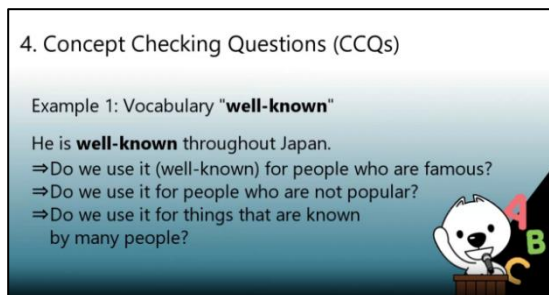 4. Concept Checking Questions (CCQs)
Example 1: Vocabulary "well-known"
He is well-known throughout Japan.
⇒Do we use it (well-known) for people who are famous?
⇒Do we use it for people who are not popular?
⇒Do we use it for things that are known
by many people?
A
B
C